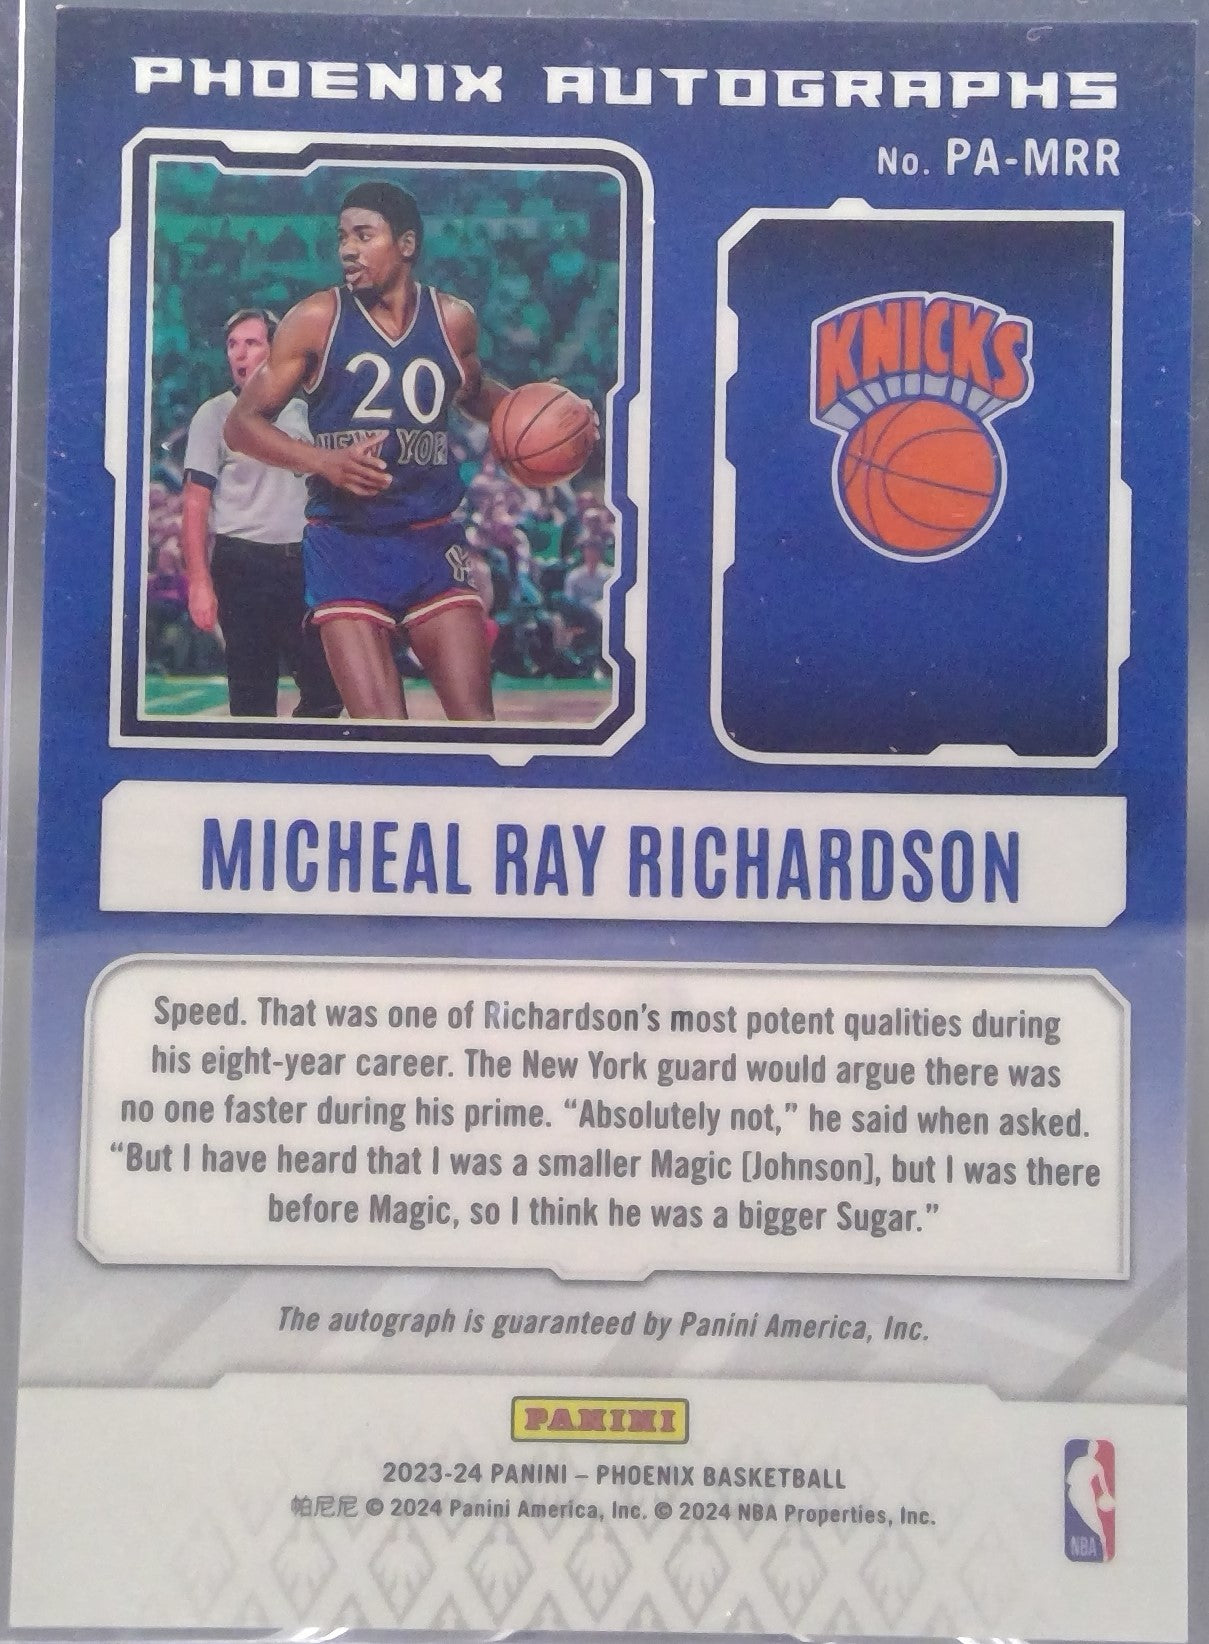 PHOENIX AUTOGRAPHS
No. PA-MRR
20
NEW YOR
NY
KNICKS
MICHEAL RAY RICHARDSON
Speed. That was one of Richardson's most potent qualities during
his eight-year career. The New York guard would argue there was
no one faster during his prime. “Absolutely not,” he said when asked.
“But I have heard that I was a smaller Magic [Johnson], but I was there
before Magic, so I think he was a bigger Sugar.”
The autograph is guaranteed by Panini America, Inc.
PANINI
2023-24 PANINI – PHOENIX BASKETBALL
帕尼尼 © 2024 Panini America, Inc. © 2024 NBA Properties, Inc.
NBA